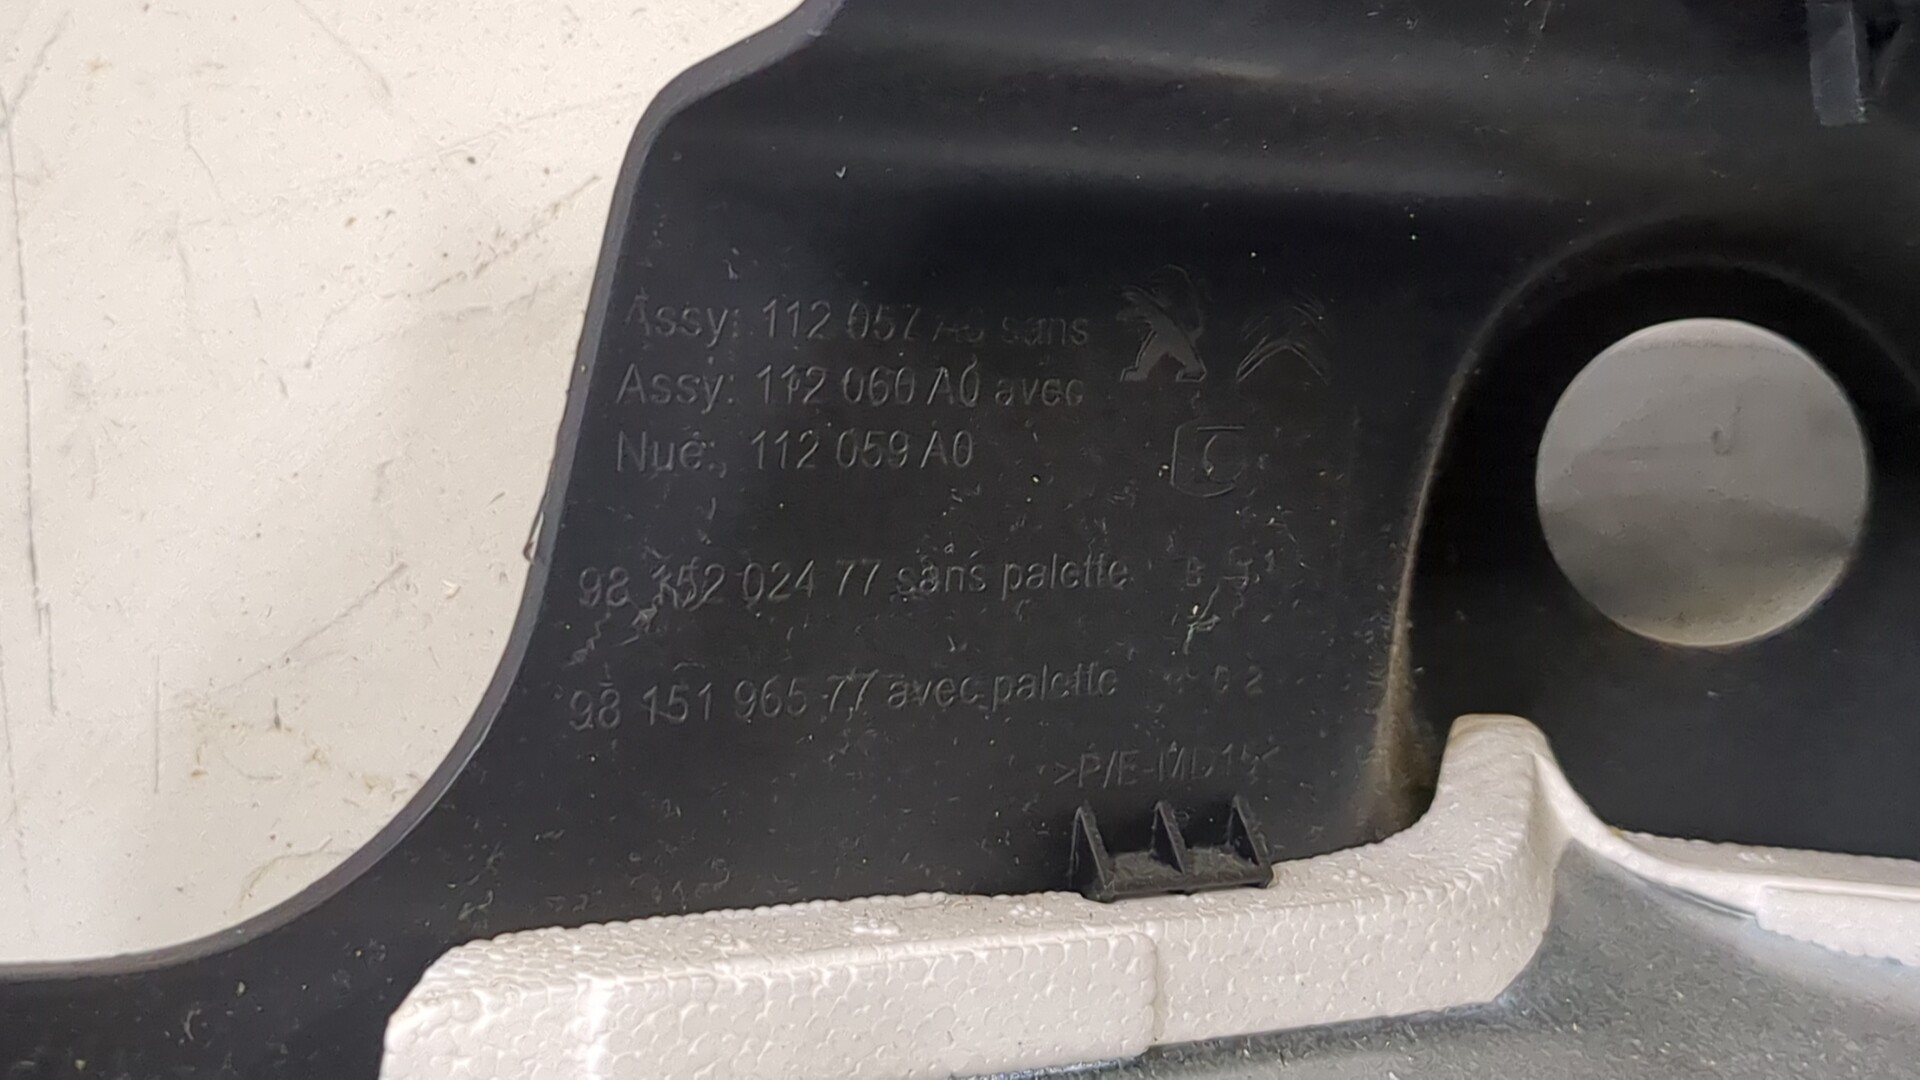 Assy: 112 057 A0 sans
Assy: 112 060 A0 avec
Nue: 112 059 A0
98 152 024 77 sans palette
98 151 965 77 avec palette
>P/E-MD15<